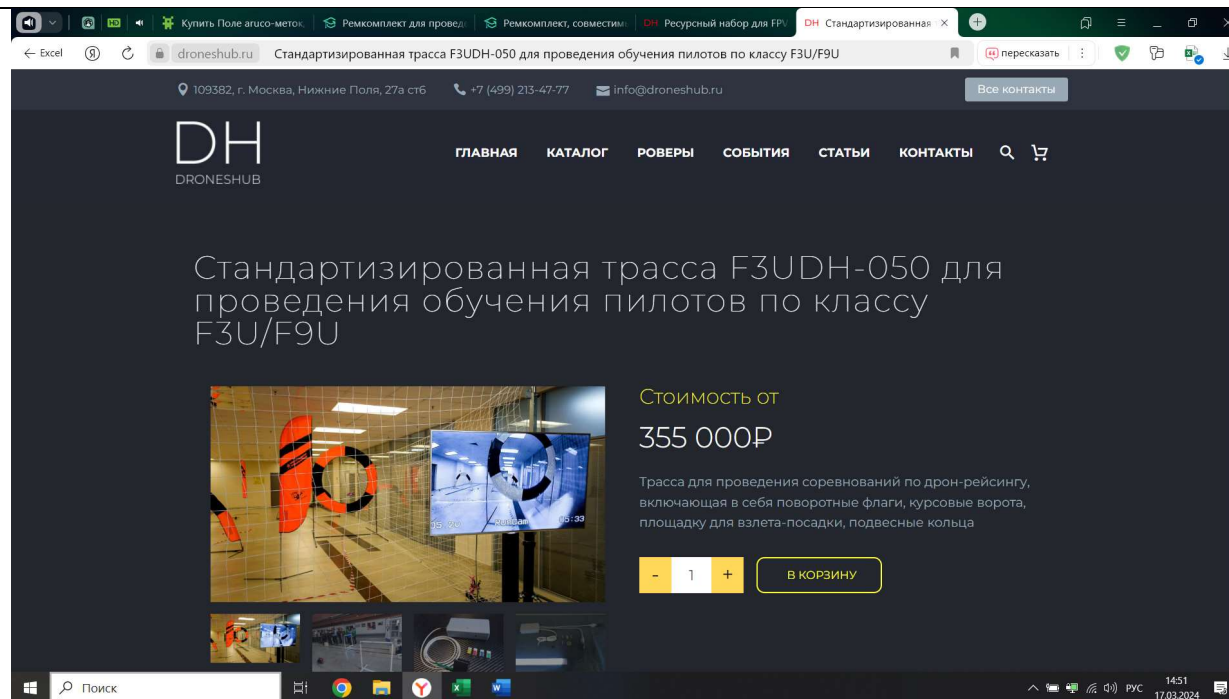 Купить Поле aruco-меток,
Ремкомплект для провед
Ремкомплект, совместим
DH Ресурсный набор для FPV
DH Стандартизированная
Excel
droneshub.ru
Стандартизированная трасса F3UDH-050 для проведения обучения пилотов по классу F3U/F9U
пересказать
109382, г. Москва, Нижние Поля, 27а ст6
+7 (499) 213-47-77
info@droneshub.ru
Все контакты
DH
DRONESHUB
ГЛАВНАЯ
КАТАЛОГ
РОВЕРЫ
СОБЫТИЯ
СТАТЬИ
КОНТАКТЫ
Стандартизированная трасса F3UDH-050 для
проведения обучения пилотов по классу
F3U/F9U
Стоимость от
355 000₽
Трасса для проведения соревнований по дрон-рейсингу,
включающая в себя поворотные флаги, курсовые ворота,
площадку для взлета-посадки, подвесные кольца
- 1 +
В КОРЗИНУ
05:33
Поиск
РУС
14:51
17.03.2024